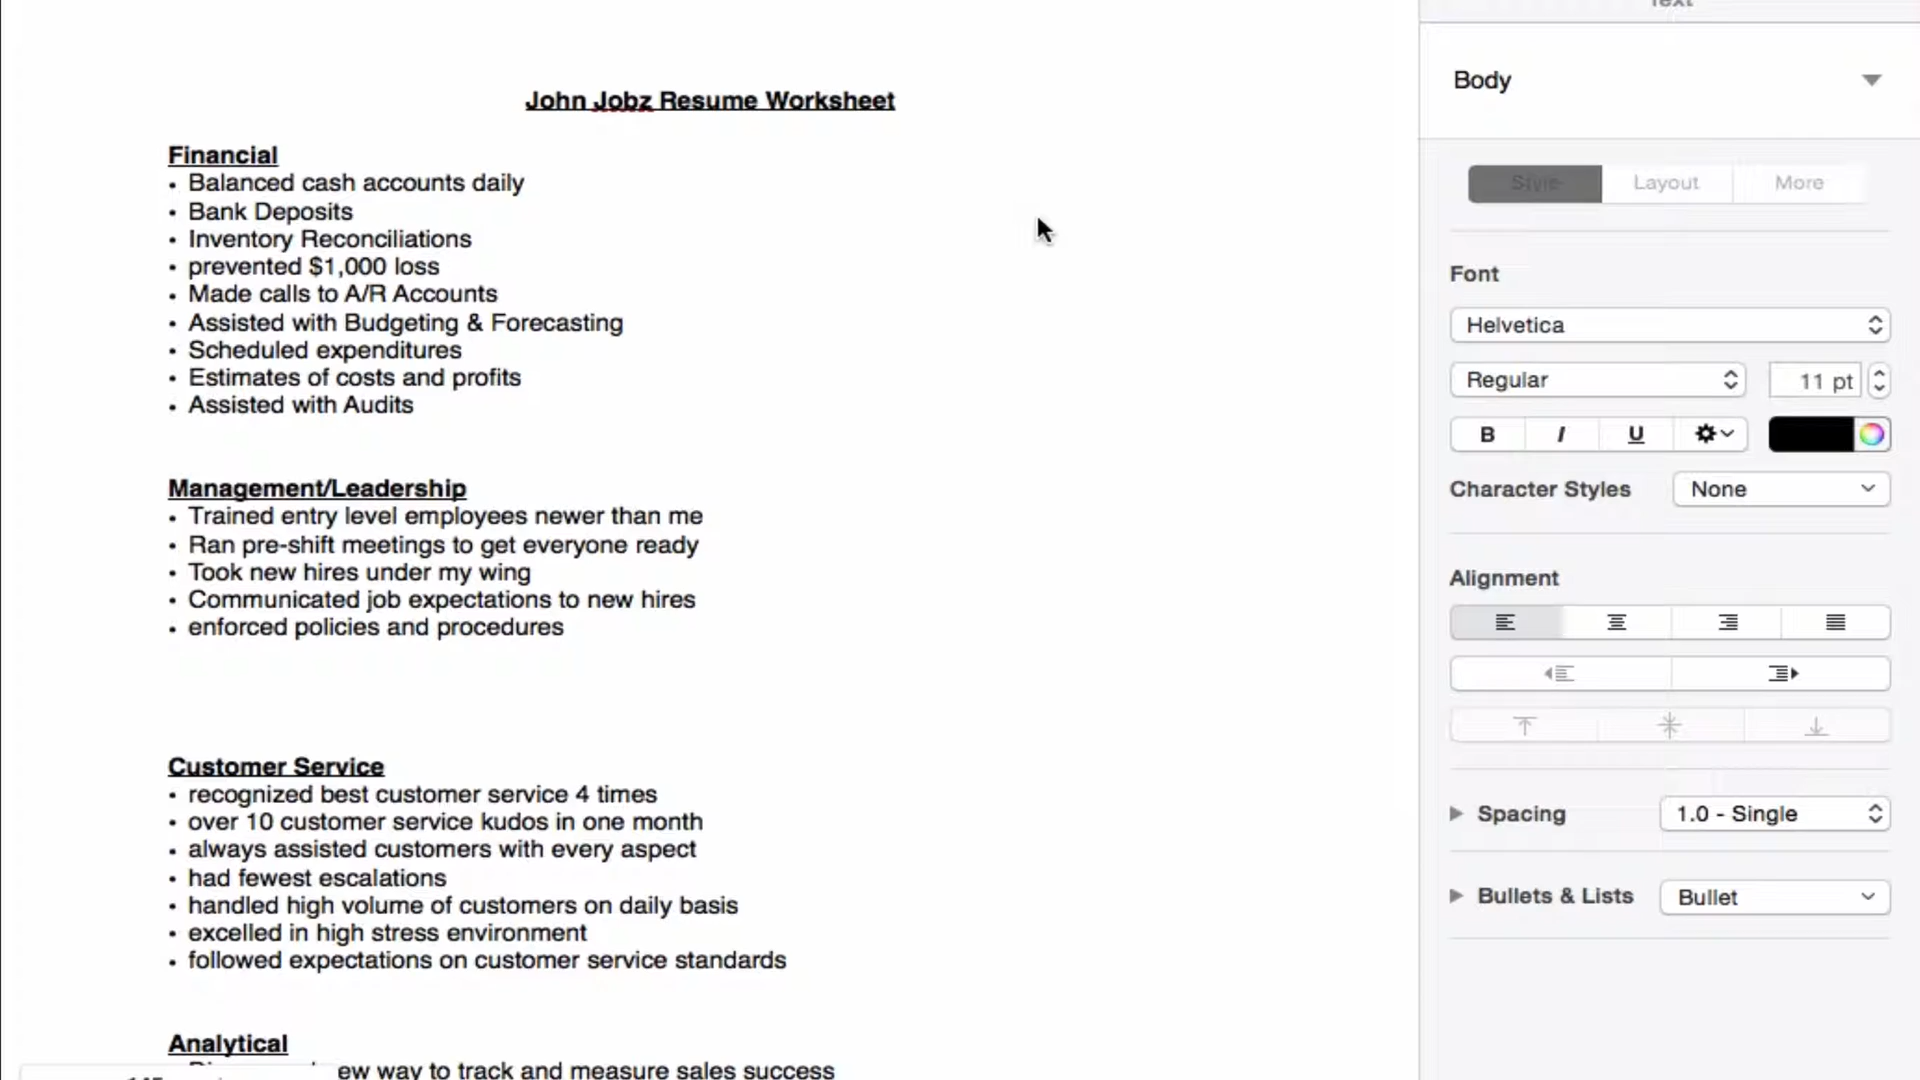 Text
Body
John Jobz Resume Worksheet
Financial
• Balanced cash accounts daily
• Bank Deposits
• Inventory Reconciliations
• prevented $1,000 loss
• Made calls to A/R Accounts
• Assisted with Budgeting & Forecasting
• Scheduled expenditures
• Estimates of costs and profits
• Assisted with Audits
Management/Leadership
• Trained entry level employees newer than me
• Ran pre-shift meetings to get everyone ready
• Took new hires under my wing
• Communicated job expectations to new hires
• enforced policies and procedures
Customer Service
• recognized best customer service 4 times
• over 10 customer service kudos in one month
• always assisted customers with every aspect
• had fewest escalations
• handled high volume of customers on daily basis
• excelled in high stress environment
• followed expectations on customer service standards
Analytical
way to track and measure sales success
Style Layout More
Font
Helvetica
Regular 11 pt
B I U
Character Styles None
Alignment
Spacing 1.0 - Single
Bullets & Lists Bullet